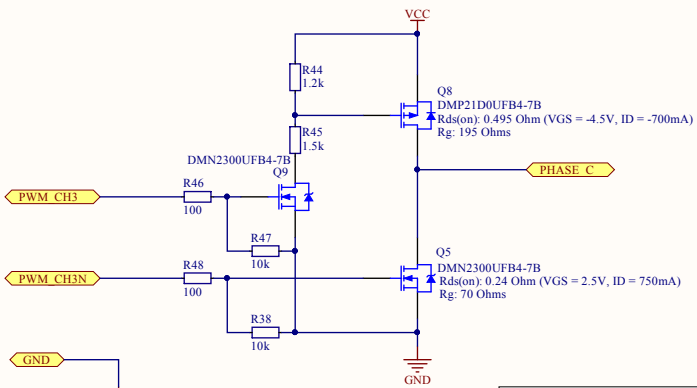 VCC
R44
1.2k
Q8
DMP21D0UFB4-7B
Rds(on): 0.495 Ohm (VGS = -4.5V, ID = -700mA)
Rg: 195 Ohms
R45
1.5k
DMN2300UFB4-7B
Q9
PHASE_C
PWM_CH3
R46
100
R47
10k
Q5
DMN2300UFB4-7B
Rds(on): 0.24 Ohm (VGS = 2.5V, ID = 750mA)
Rg: 70 Ohms
PWM_CH3N
R48
100
R38
10k
GND
GND